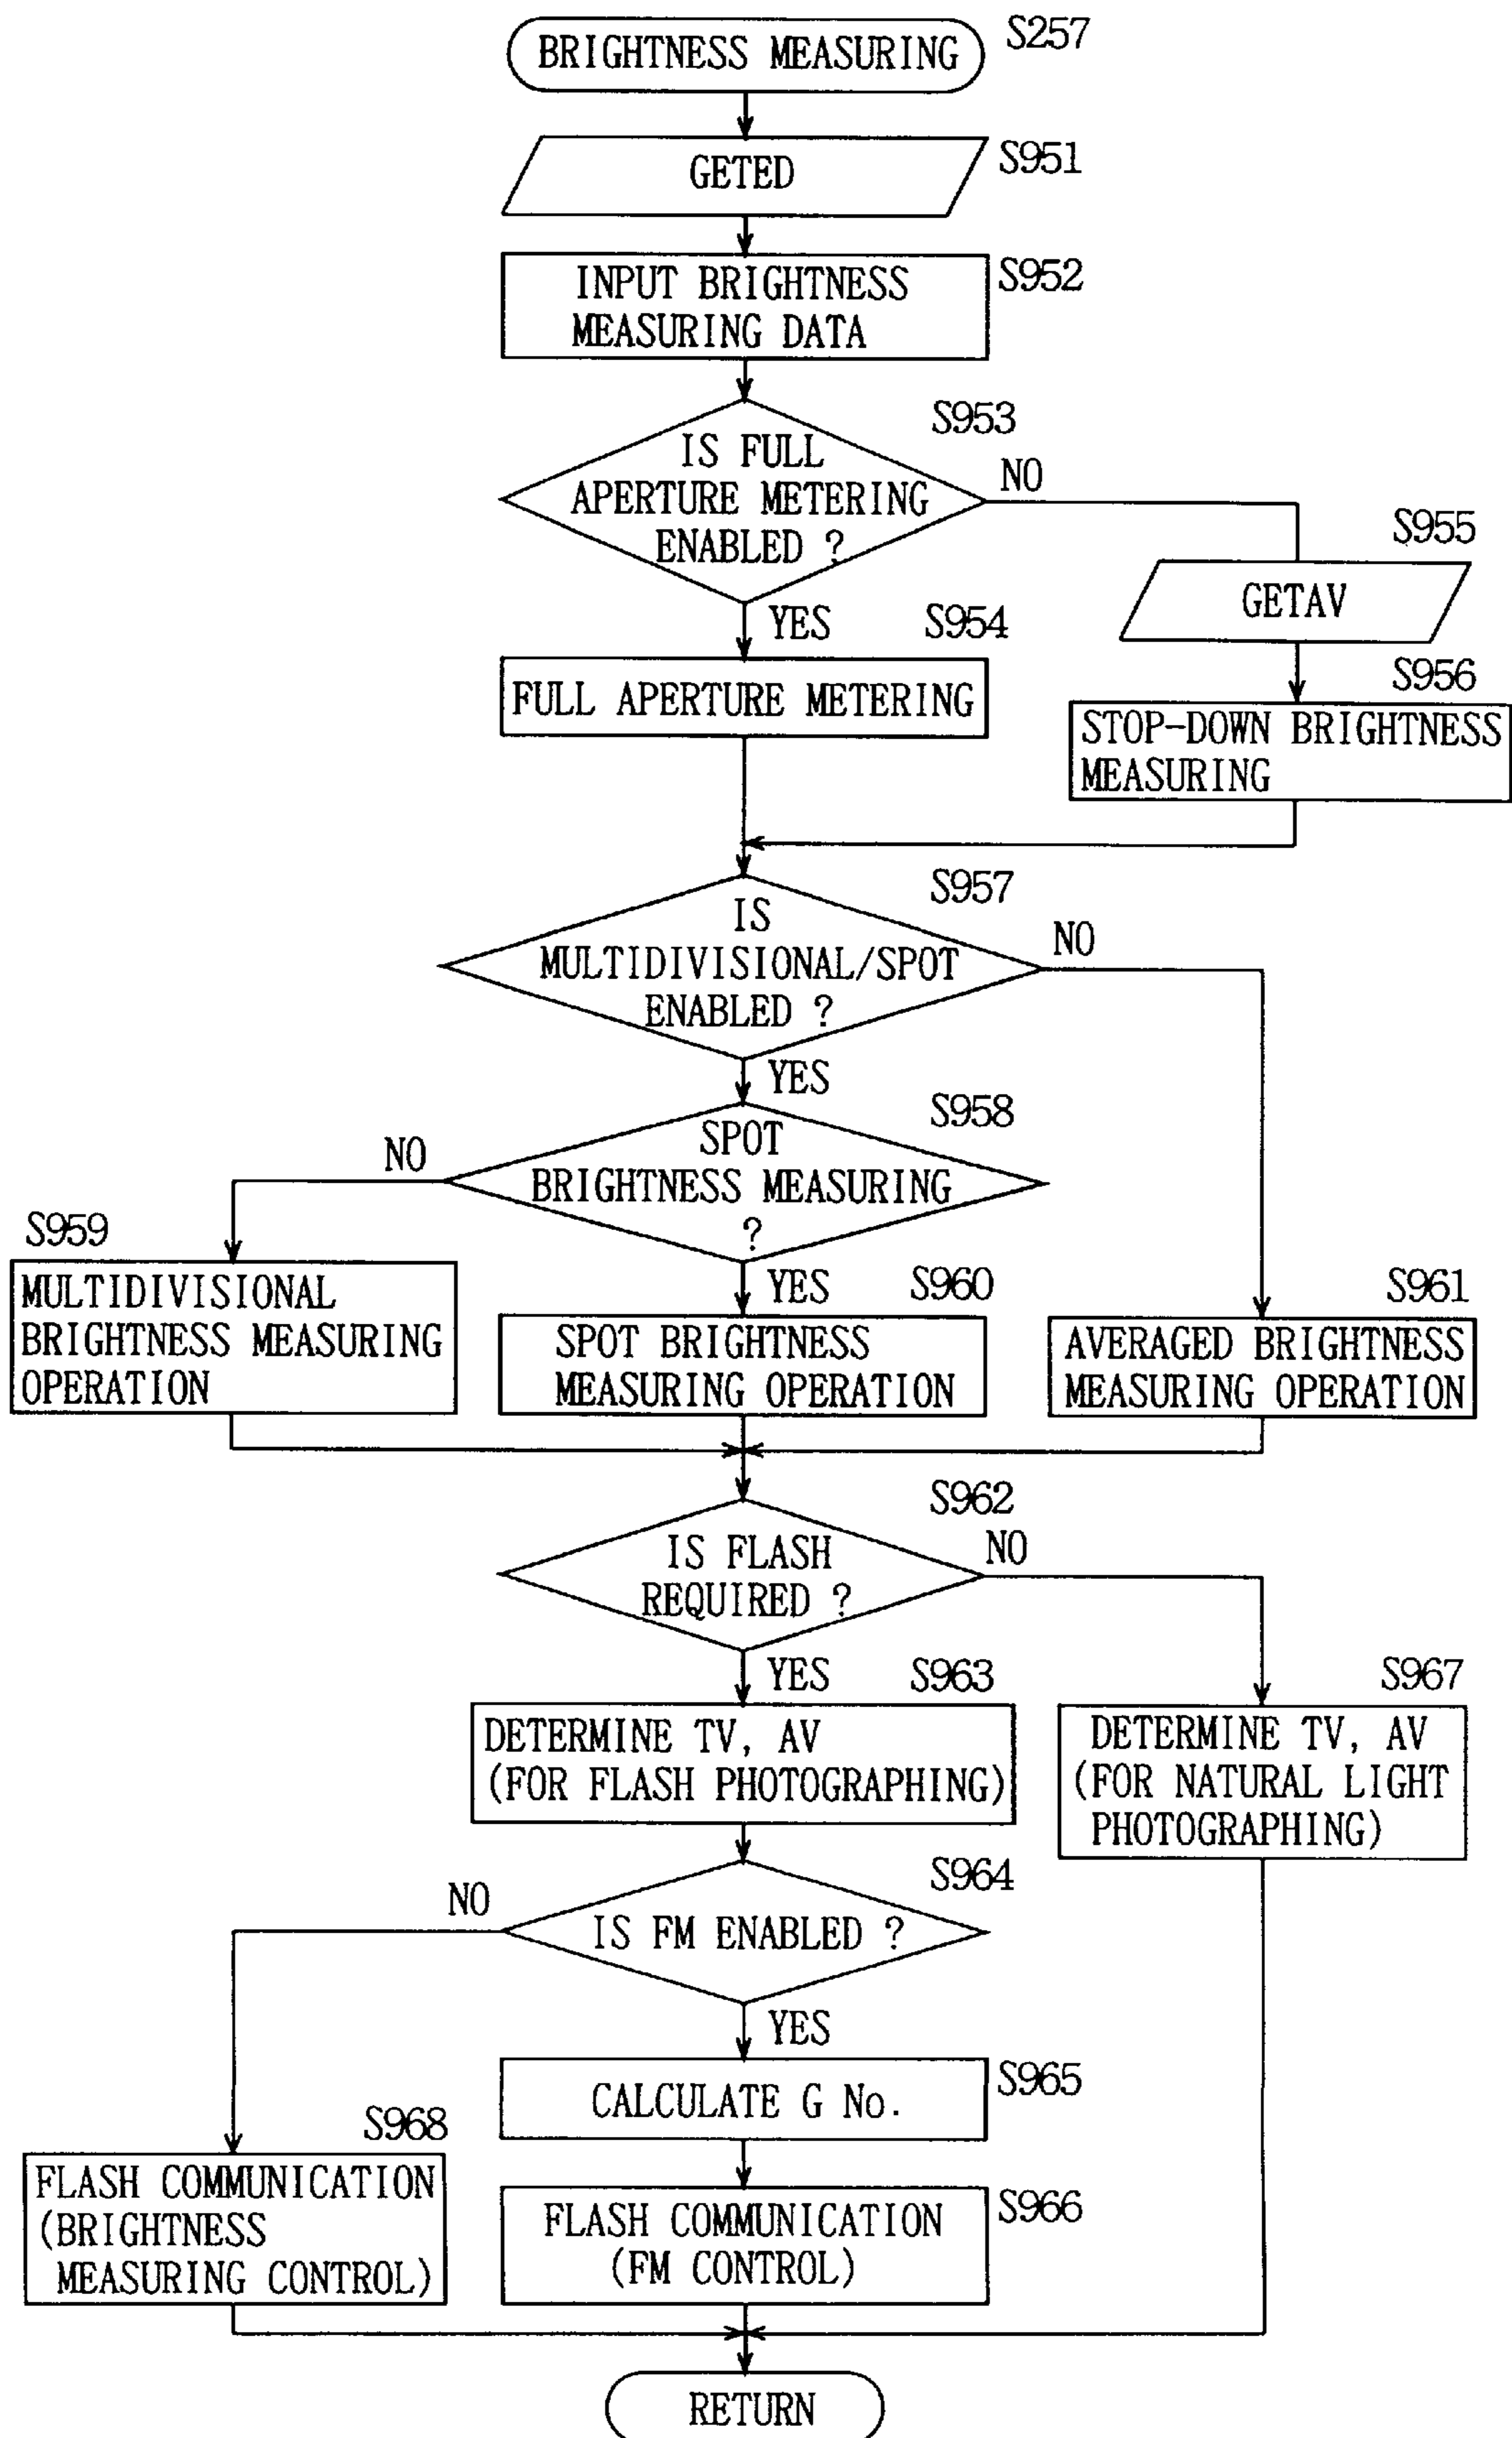 BRIGHTNESS MEASURING
S257
GETED
S951
INPUT BRIGHTNESS
MEASURING DATA
S952
S953
IS FULL
APERTURE METERING
ENABLED ?
NO
YES
S955
GETAV
S954
FULL APERTURE METERING
S956
STOP-DOWN BRIGHTNESS
MEASURING
S957
IS
MULTIDIVISIONAL/SPOT
ENABLED ?
NO
YES
S958
SPOT
BRIGHTNESS MEASURING
?
NO
YES
S959
MULTIDIVISIONAL
BRIGHTNESS MEASURING
OPERATION
S960
SPOT BRIGHTNESS
MEASURING OPERATION
S961
AVERAGED BRIGHTNESS
MEASURING OPERATION
S962
IS FLASH
REQUIRED ?
NO
YES
S963
DETERMINE TV, AV
(FOR FLASH PHOTOGRAPHING)
S967
DETERMINE TV, AV
(FOR NATURAL LIGHT
PHOTOGRAPHING)
S964
IS FM ENABLED ?
NO
YES
S965
CALCULATE G No.
S968
FLASH COMMUNICATION
(BRIGHTNESS
MEASURING CONTROL)
S966
FLASH COMMUNICATION
(FM CONTROL)
RETURN